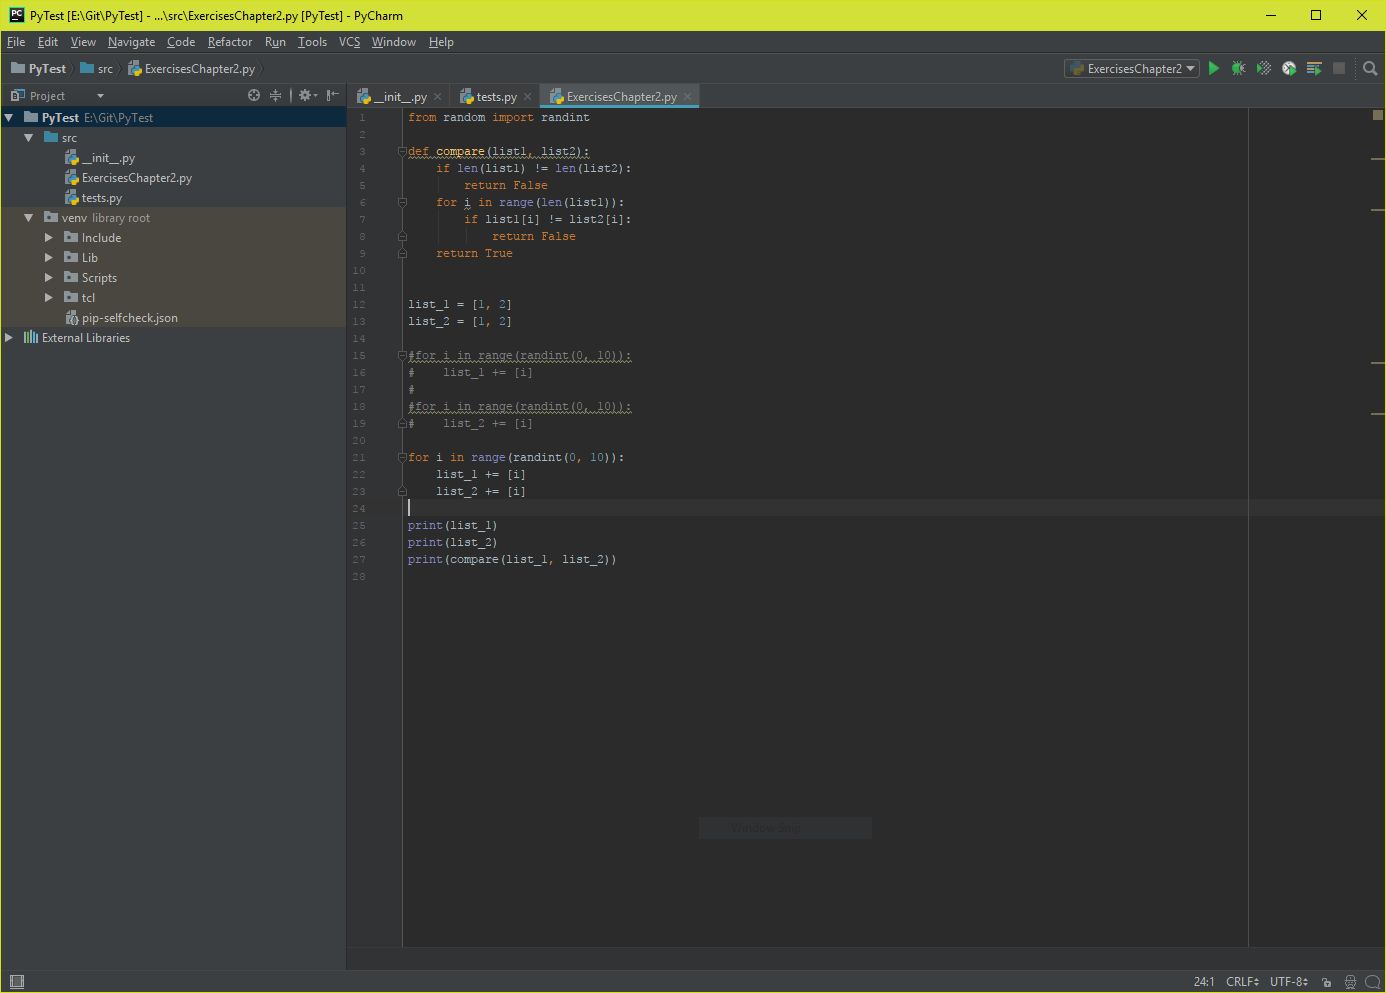 PyTest [E:\Git\PyTest] - ...\src\ExercisesChapter2.py [PyTest] - PyCharm
File Edit View Navigate Code Refactor Run Tools VCS Window Help
PyTest src ExercisesChapter2.py ExercisesChapter2
Project
__init__.py tests.py ExercisesChapter2.py
PyTest E:\Git\PyTest
src
__init__.py
ExercisesChapter2.py
tests.py
venv library root
Include
Lib
Scripts
tcl
pip-selfcheck.json
External Libraries
1 from random import randint
2
3 def compare(list1, list2):
4     if len(list1) != len(list2):
5         return False
6     for i in range(len(list1)):
7         if list1[i] != list2[i]:
8             return False
9     return True
10
11
12 list_1 = [1, 2]
13 list_2 = [1, 2]
14
15 #for i in range(randint(0, 10)):
16 #    list_1 += [i]
17 #
18 #for i in range(randint(0, 10)):
19 #    list_2 += [i]
20
21 for i in range(randint(0, 10)):
22     list_1 += [i]
23     list_2 += [i]
24
25 print(list_1)
26 print(list_2)
27 print(compare(list_1, list_2))
28
Window Snip
24:1 CRLF UTF-8